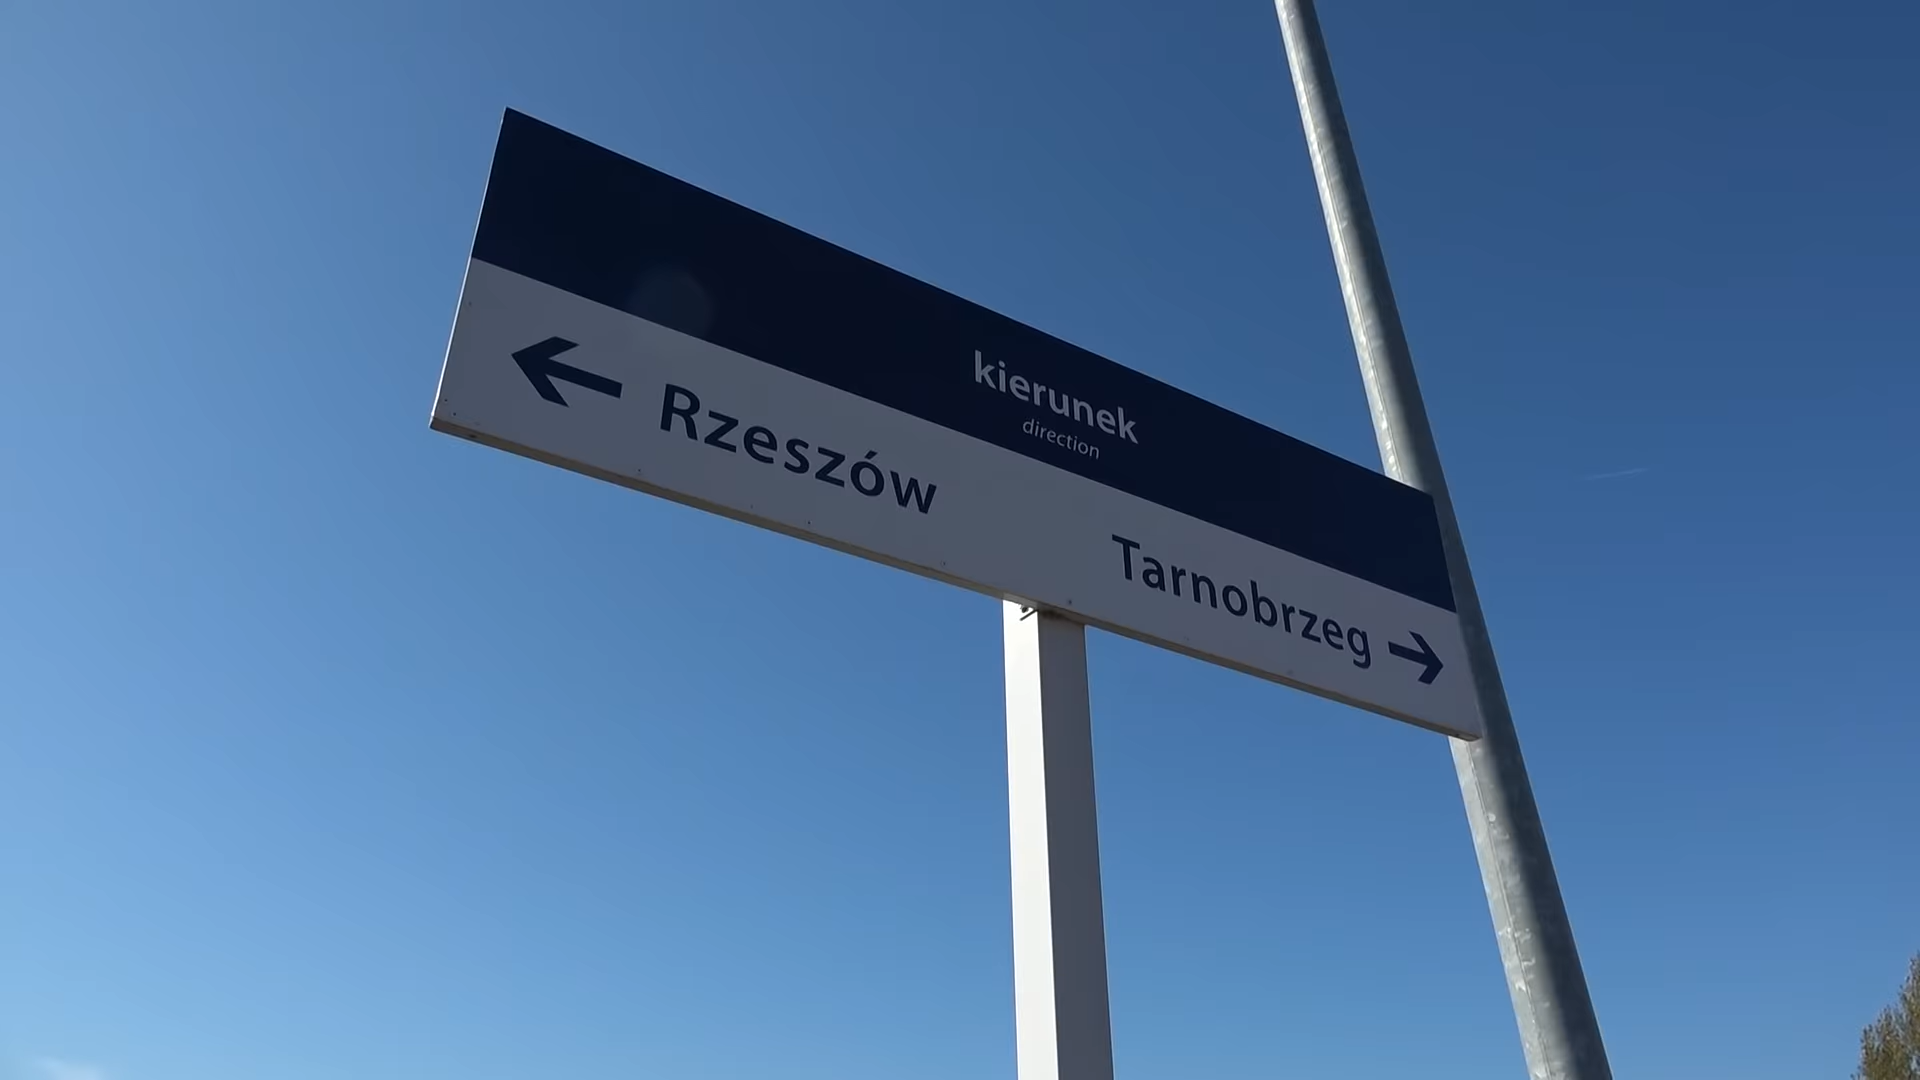 kierunek
direction
← Rzeszów
Tarnobrzeg →